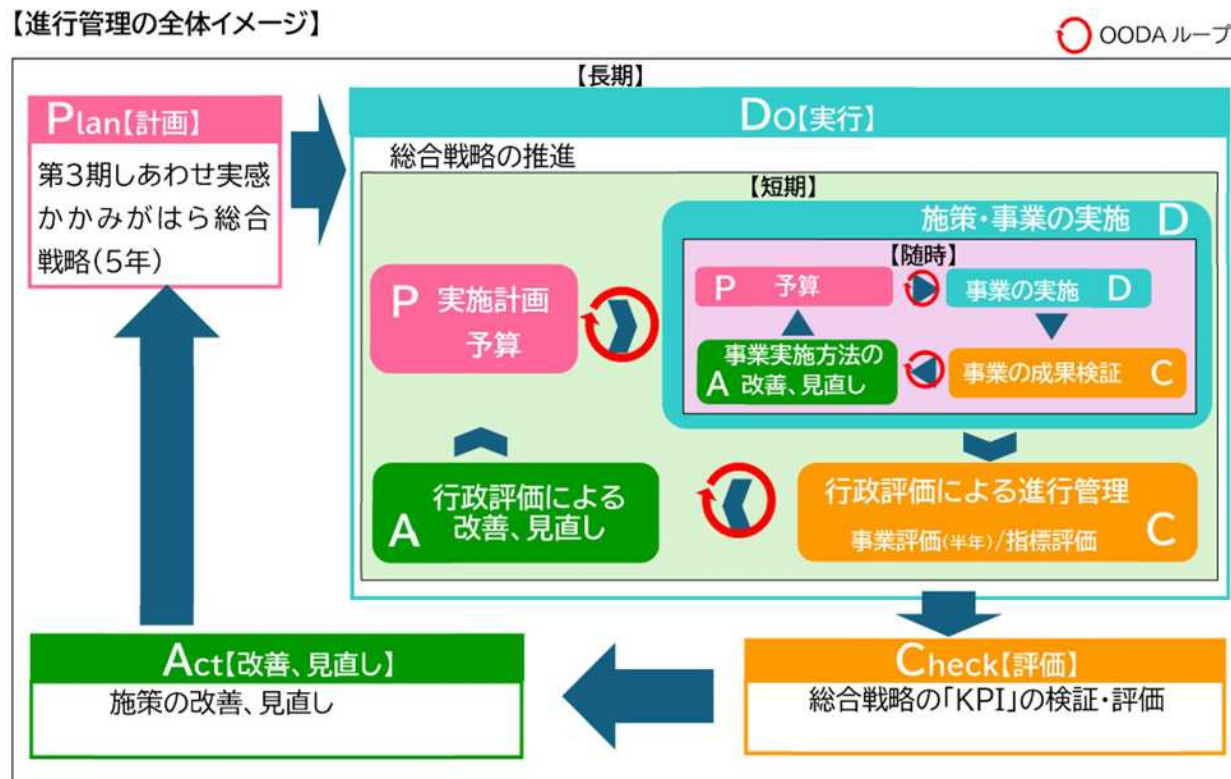 【進行管理の全体イメージ】
OODA ループ
【長期】
Plan【計画】
第3期しあわせ実感
かかみがはら総合
戦略(5年)
Do【実行】
総合戦略の推進
【短期】
P 実施計画
予算
施策・事業の実施 D
【随時】
P 予算
事業の実施 D
事業実施方法の
A 改善、見直し
事業の成果検証 C
行政評価による
A 改善、見直し
行政評価による進行管理
事業評価(半年)/指標評価 C
Act【改善、見直し】
施策の改善、見直し
Check【評価】
総合戦略の「KPI」の検証・評価